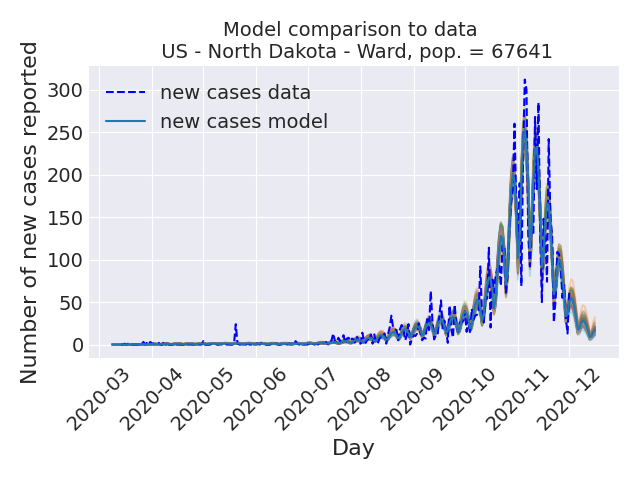 Model comparison to data
US - North Dakota - Ward, pop. = 67641
Number of new cases reported
300
250
200
150
100
50
0
new cases data
new cases model
2020-03
2020-04
2020-05
2020-06
2020-07
2020-08
2020-09
2020-10
2020-11
2020-12
Day